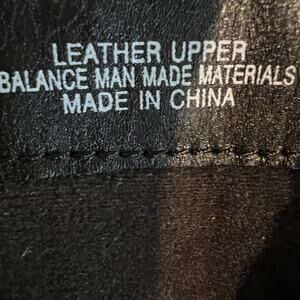 LEATHER UPPER
BALANCE MAN MADE MATERIALS
MADE IN CHINA